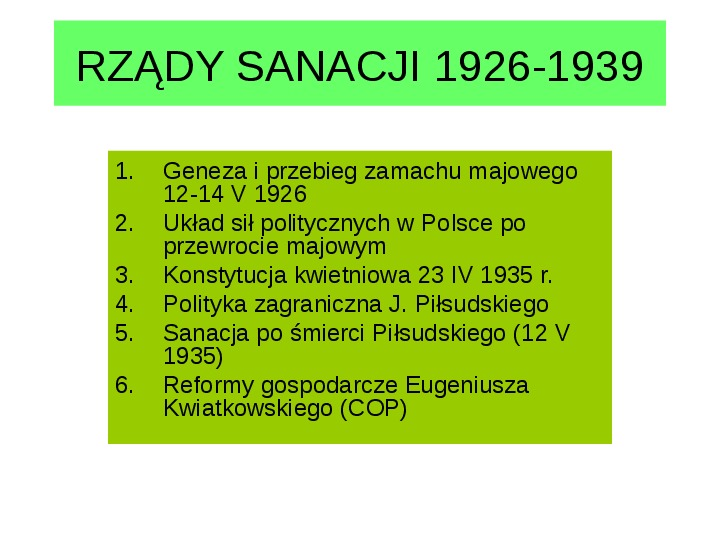 RZĄDY SANACJI 1926-1939
1. Geneza i przebieg zamachu majowego
12-14 V 1926
2. Układ sił politycznych w Polsce po
przewrocie majowym
3. Konstytucja kwietniowa 23 IV 1935 r.
4. Polityka zagraniczna J. Piłsudskiego
5. Sanacja po śmierci Piłsudskiego (12 V
1935)
6. Reformy gospodarcze Eugeniusza
Kwiatkowskiego (COP)